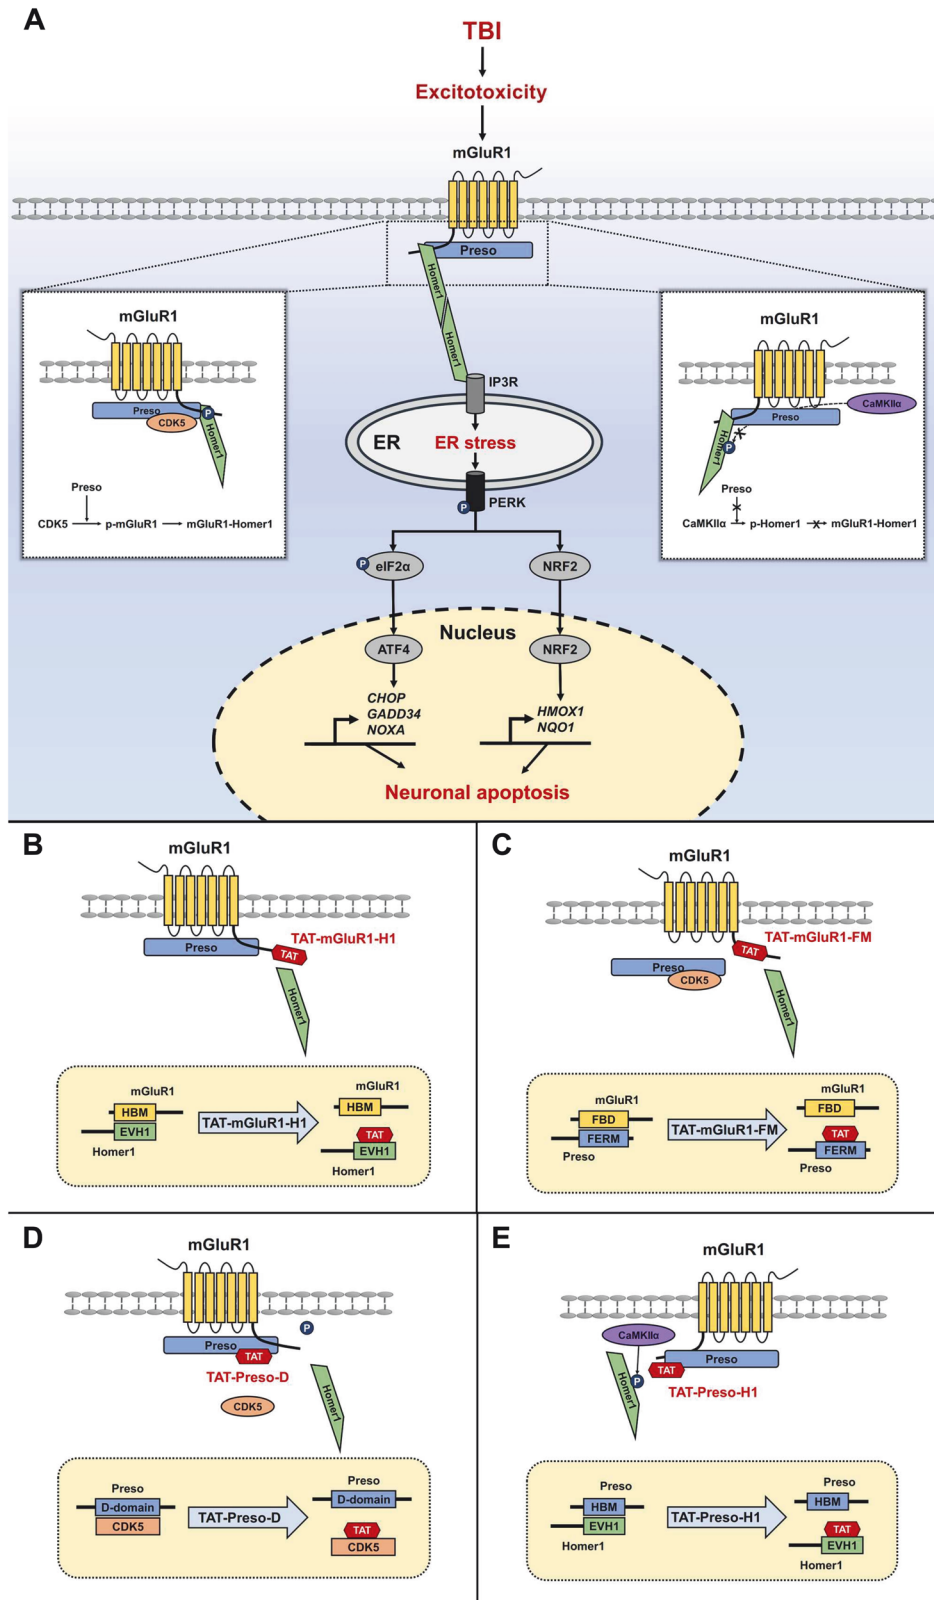 A
TBI
Excitotoxicity
mGluR1
Preso
Homer1
Homer1
IP3R
ER
ER stress
PERK
P
mGluR1
Preso
P
CDK5
Homer1
Preso
CDK5 p-mGluR1 mGluR1-Homer1
mGluR1
CaMKIIα
Preso
Homer1
P
Preso
CaMKIIα p-Homer1 mGluR1-Homer1
P
eIF2α
NRF2
Nucleus
ATF4
NRF2
CHOP
GADD34
NOXA
HMOX1
NQO1
Neuronal apoptosis
B
mGluR1
TAT-mGluR1-H1
Preso
TAT
Homer1
mGluR1
HBM
EVH1
Homer1
TAT-mGluR1-H1
mGluR1
HBM
TAT
EVH1
Homer1
C
mGluR1
TAT-mGluR1-FM
TAT
Preso
CDK5
Homer1
mGluR1
FBD
FERM
Preso
TAT-mGluR1-FM
mGluR1
FBD
TAT
FERM
Preso
D
mGluR1
P
Preso
TAT
TAT-Preso-D
CDK5
Homer1
Preso
D-domain
CDK5
TAT-Preso-D
Preso
D-domain
TAT
CDK5
E
mGluR1
CaMKIIα
Preso
TAT
P
Homer1
TAT-Preso-H1
Preso
HBM
EVH1
Homer1
TAT-Preso-H1
Preso
HBM
TAT
EVH1
Homer1